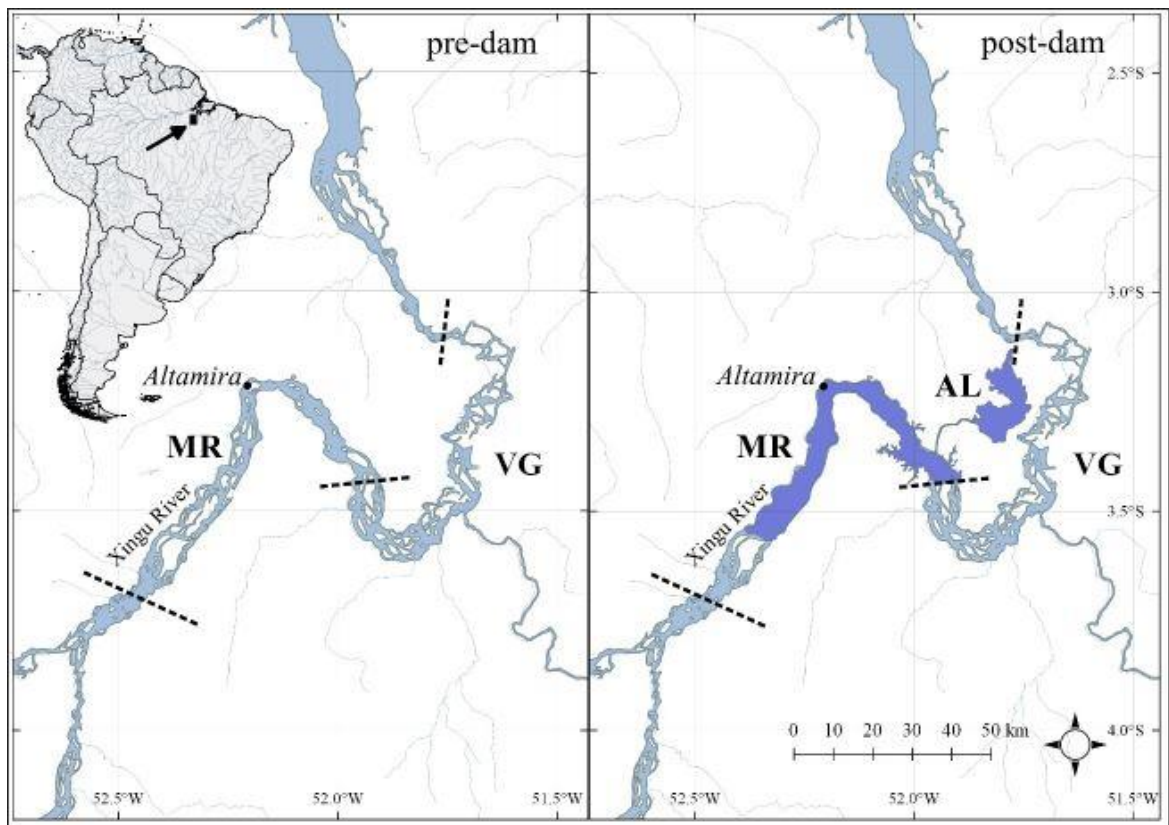 pre-dam
Altamira
MR
VG
Xingu River
52.5°W
52.0°W
51.5°W
post-dam
2.5°S
3.0°S
Altamira
AL
MR
VG
Xingu River
3.5°S
0 10 20 30 40 50 km
4.0°S
52.5°W
52.0°W
51.5°W